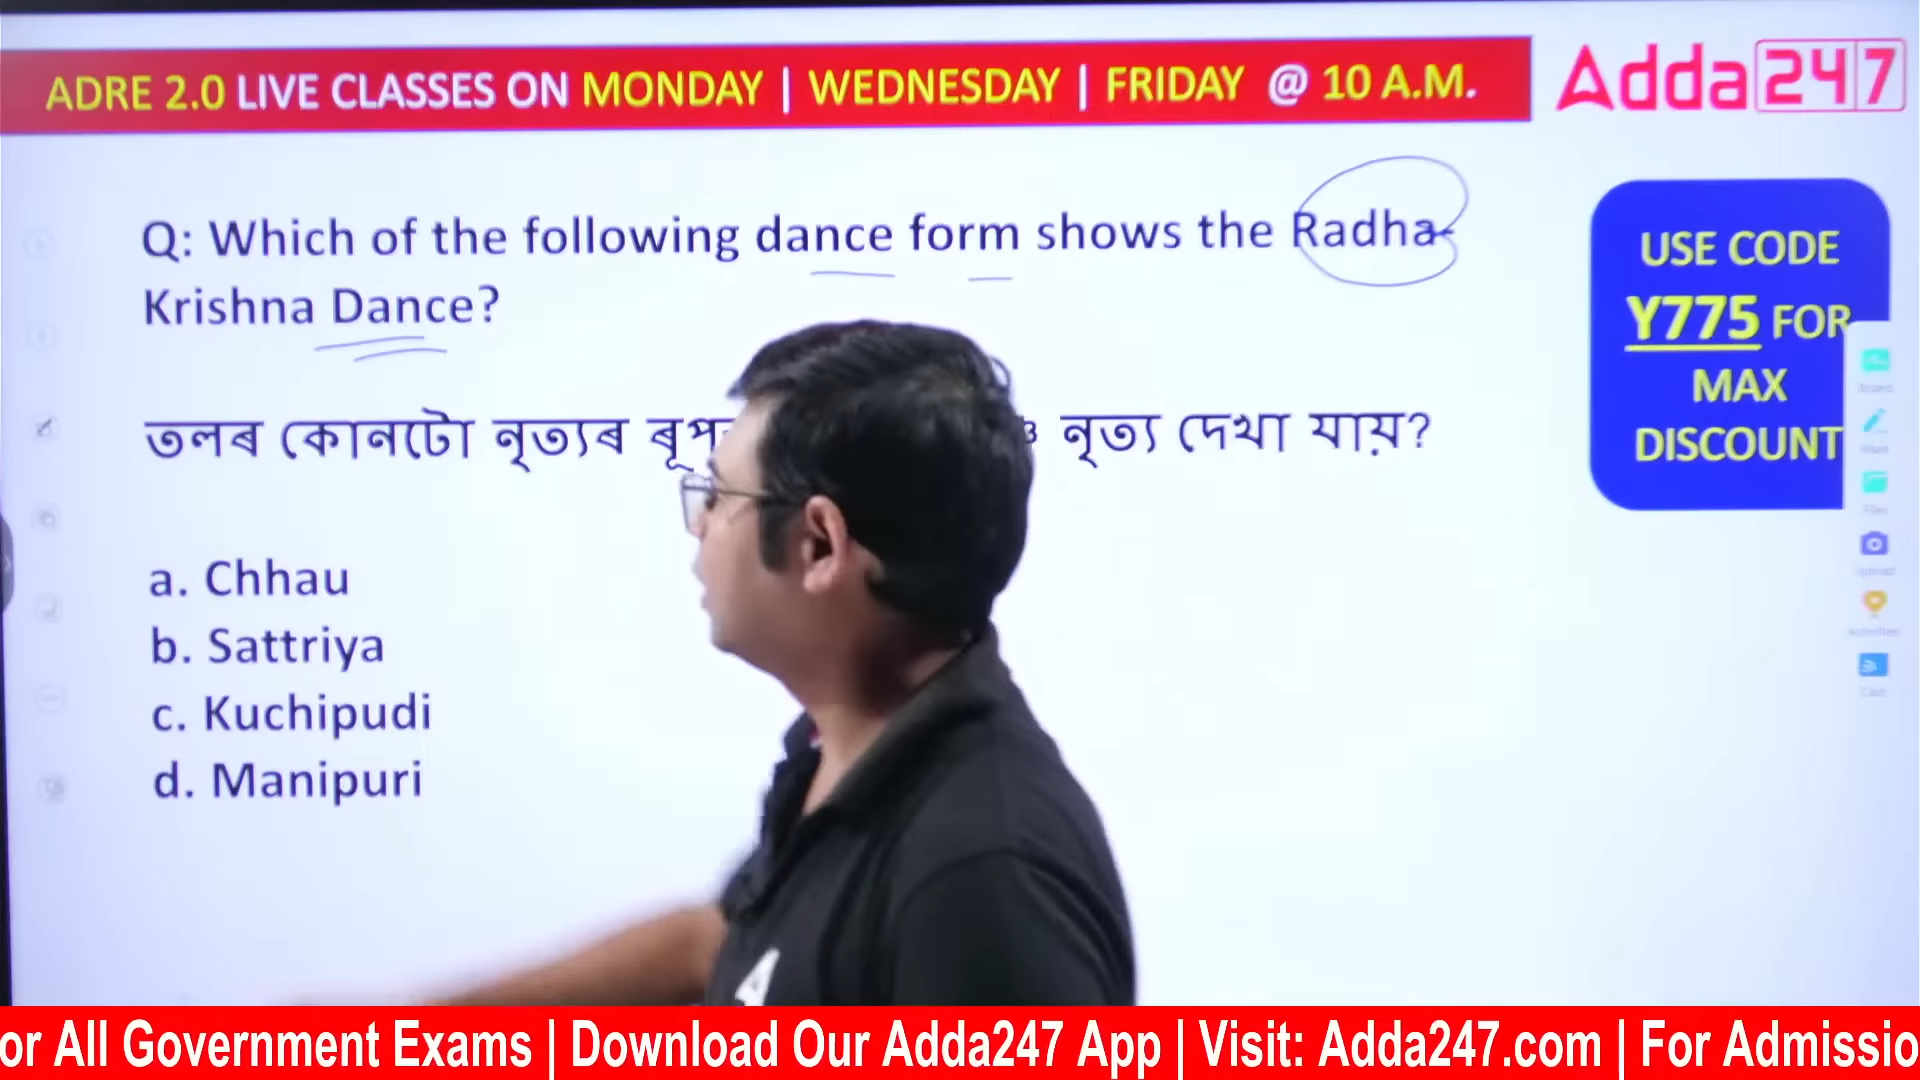 ADRE 2.0 LIVE CLASSES ON MONDAY | WEDNESDAY | FRIDAY @ 10 A.M.
Adda247
Q: Which of the following dance form shows the Radha-
Krishna Dance?
তলৰ কোনটো নৃত্যৰ নৃত্য দেখা যায়?
a. Chhau
b. Sattriya
c. Kuchipudi
d. Manipuri
USE CODE
Y775 FOR
MAX
DISCOUNT
or All Government Exams | Download Our Adda247 App | Visit: Adda247.com | For Admissio